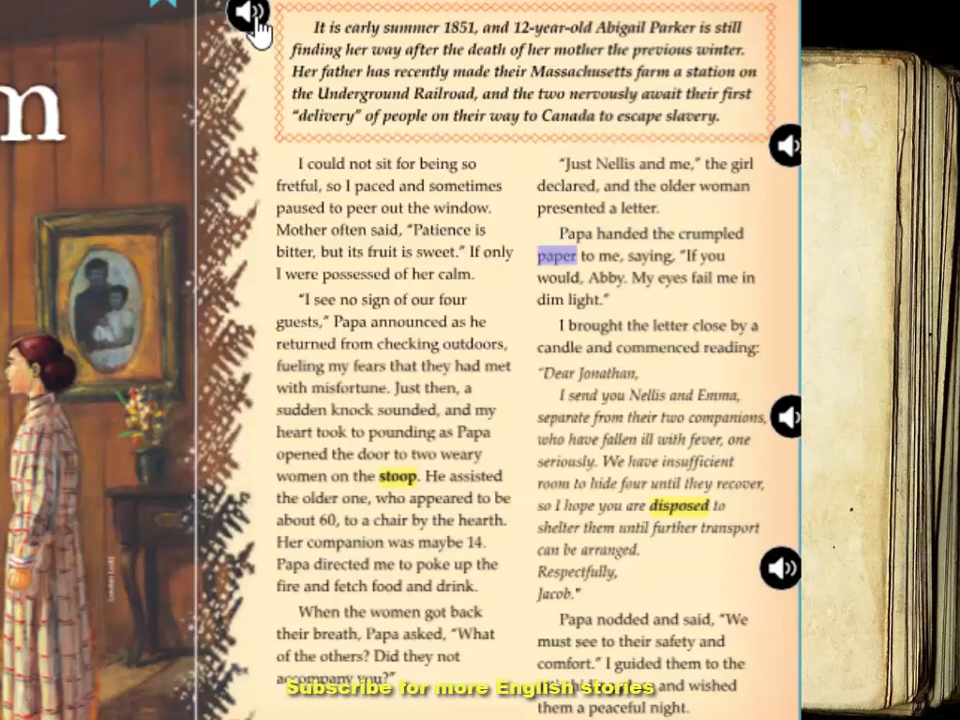 m
It is early summer 1851, and 12-year-old Abigail Parker is still
finding her way after the death of her mother the previous winter.
Her father has recently made their Massachusetts farm a station on
the Underground Railroad, and the two nervously await their first
“delivery” of people on their way to Canada to escape slavery.
I could not sit for being so
fretful, so I paced and sometimes
paused to peer out the window.
Mother often said, “Patience is
bitter, but its fruit is sweet.” If only
I were possessed of her calm.
“I see no sign of our four
guests,” Papa announced as he
returned from checking outdoors,
fueling my fears that they had met
with misfortune. Just then, a
sudden knock sounded, and my
heart took to pounding as Papa
opened the door to two weary
women on the stoop. He assisted
the older one, who appeared to be
about 60, to a chair by the hearth.
Her companion was maybe 14.
Papa directed me to poke up the
fire and fetch food and drink.
When the women got back
their breath, Papa asked, “What
of the others? Did they not
accompany you?”
“Just Nellis and me,” the girl
declared, and the older woman
presented a letter.
Papa handed the crumpled
paper to me, saying, “If you
would, Abby. My eyes fail me in
dim light.”
I brought the letter close by a
candle and commenced reading:
“Dear Jonathan,
I send you Nellis and Emma,
separate from their two companions,
who have fallen ill with fever, one
seriously. We have insufficient
room to hide four until they recover,
so I hope you are disposed to
shelter them until further transport
can be arranged.
Respectfully,
Jacob.”
Papa nodded and said, “We
must see to their safety and
comfort.” I guided them to the
and wished
them a peaceful night.
Subscribe for more English stories